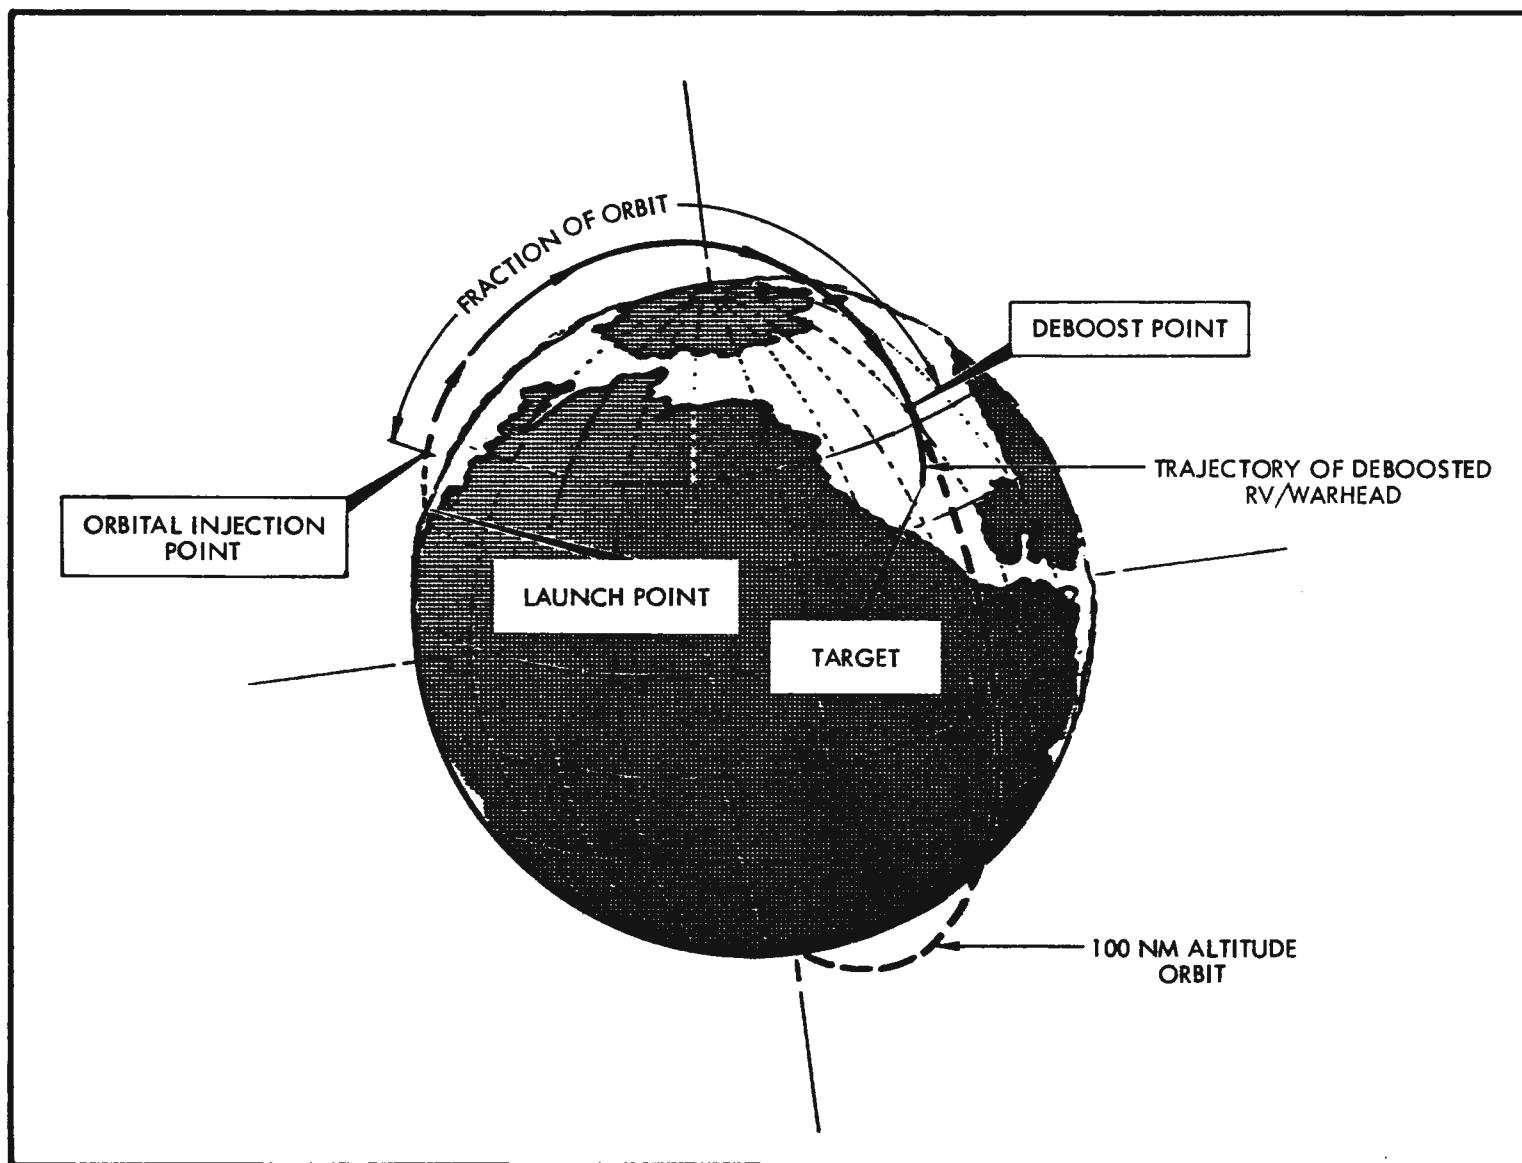 FRACTION OF ORBIT
DEBOOST POINT
TRAJECTORY OF DEBOOSTED
RV/WARHEAD
ORBITAL INJECTION
POINT
LAUNCH POINT
TARGET
100 NM ALTITUDE
ORBIT